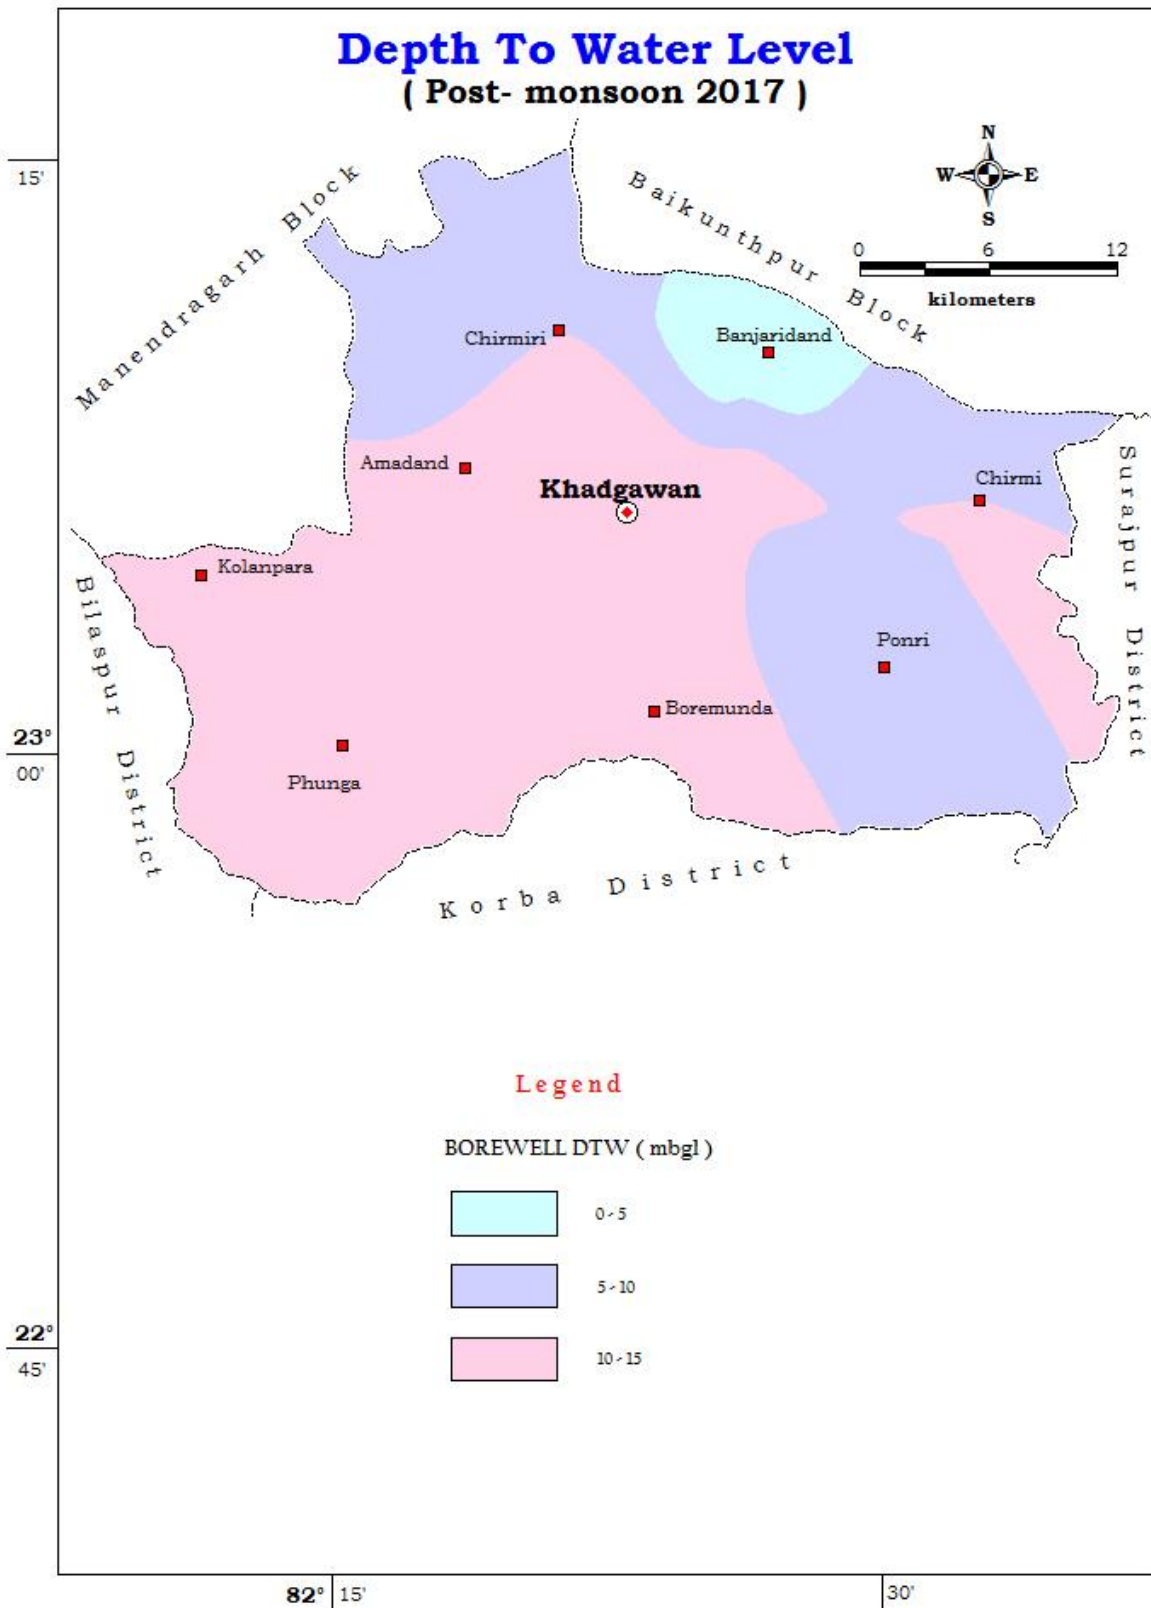 Depth To Water Level
( Post- monsoon 2017 )
N
W E
S
15'
Manendragarh Block
Baikunthpur Block
0 6 12
kilometers
Chirmiri
Banjaridand
Amadand
Khadgawan
Chirmi
Surajpur District
Kolanpara
Bilaspur District
Ponri
Boremunda
23°
00'
Phunga
Korba District
Legend
BOREWELL DTW ( mbgl )
0 - 5
5 - 10
10 - 15
22°
45'
82° 15' 30'